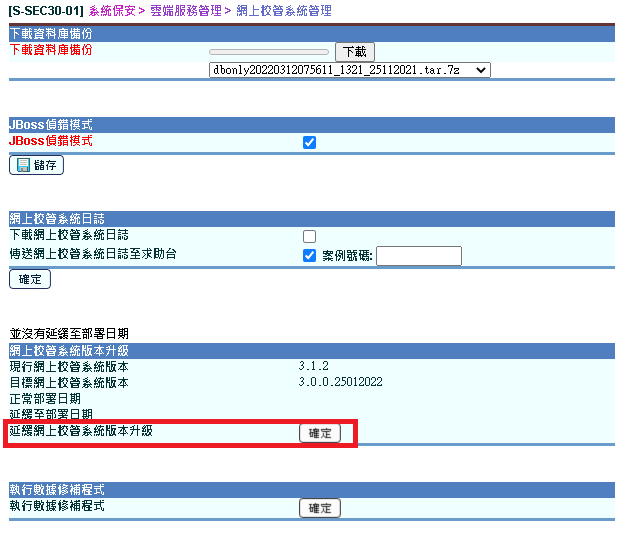 [S-SEC30-01] 系統保安 > 雲端服務管理 > 網上校管系統管理
下載資料庫備份
下載資料庫備份 下載
dbonly20220312075611_1321_25112021.tar.7z
JBoss偵錯模式
JBoss偵錯模式
儲存
網上校管系統日誌
下載網上校管系統日誌
傳送網上校管系統日誌至求助台 案例號碼:
確定
並沒有延緩至部署日期
網上校管系統版本升級
現行網上校管系統版本 3.1.2
目標網上校管系統版本 3.0.0.25012022
正常部署日期
延緩至部署日期
延緩網上校管系統版本升級 確定
執行數據修補程式
執行數據修補程式 確定